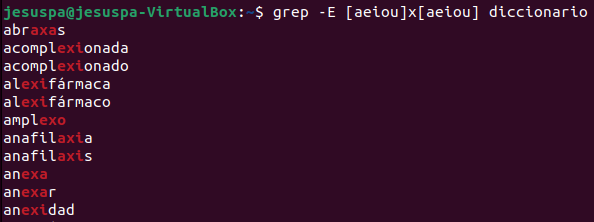 jesuspa@jesuspa-VirtualBox:~$ grep -E [aeiou]x[aeiou] diccionario
abraxas
acomplexionada
acomplexionado
alexifármaca
alexifármaco
amplexo
anafilaxia
anafilaxis
anexa
anexar
anexidad